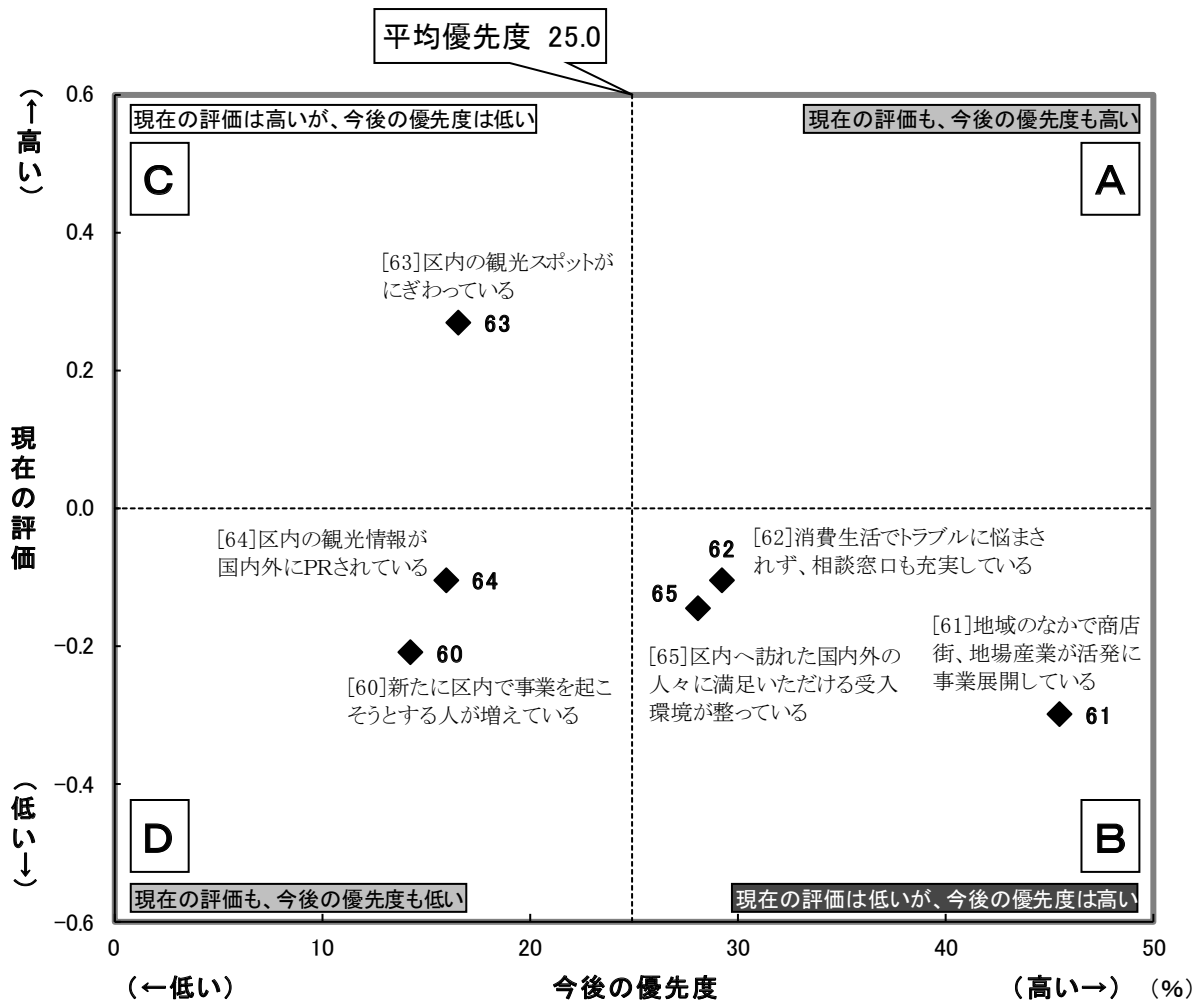 平均優先度 25.0
(↑高い)
現在の評価
(低い↓)
0.6
0.4
0.2
0.0
-0.2
-0.4
-0.6
現在の評価は高いが、今後の優先度は低い
C
現在の評価も、今後の優先度も高い
A
[63]区内の観光スポットが
にぎわっている
63
[64]区内の観光情報が
国内外にPRされている
64
60
[60]新たに区内で事業を起こ
そうとする人が増えている
62
[62]消費生活でトラブルに悩まさ
れず、相談窓口も充実している
65
[65]区内へ訪れた国内外の
人々に満足いただける受入
環境が整っている
[61]地域のなかで商店
街、地場産業が活発に
事業展開している
61
D
現在の評価も、今後の優先度も低い
B
現在の評価は低いが、今後の優先度は高い
0
10
20
30
40
50
(←低い)
今後の優先度
(高い→)
(%)